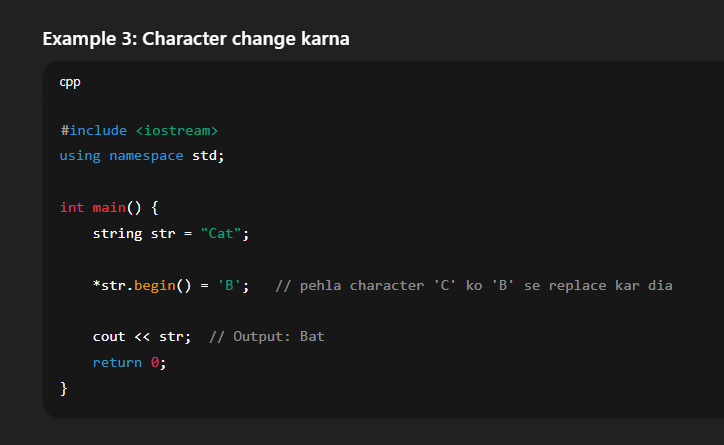 Example 3: Character change karna
cpp
#include <iostream>
using namespace std;
int main() {
    string str = "Cat";
    *str.begin() = 'B';   // pehla character 'C' ko 'B' se replace kar dia
    cout << str;  // Output: Bat
    return 0;
}